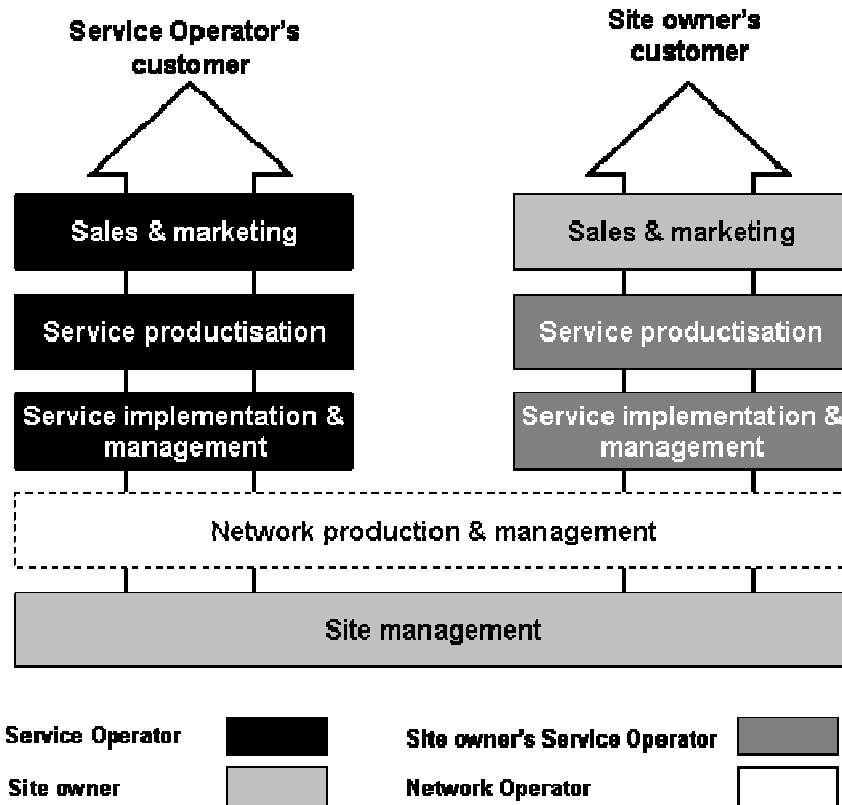 Service Operator's
customer
Site owner's
customer
Sales & marketing
Sales & marketing
Service productisation
Service productisation
Service implementation &
management
Service implementation &
management
Network production & management
Site management
Service Operator
Site owner's Service Operator
Site owner
Network Operator